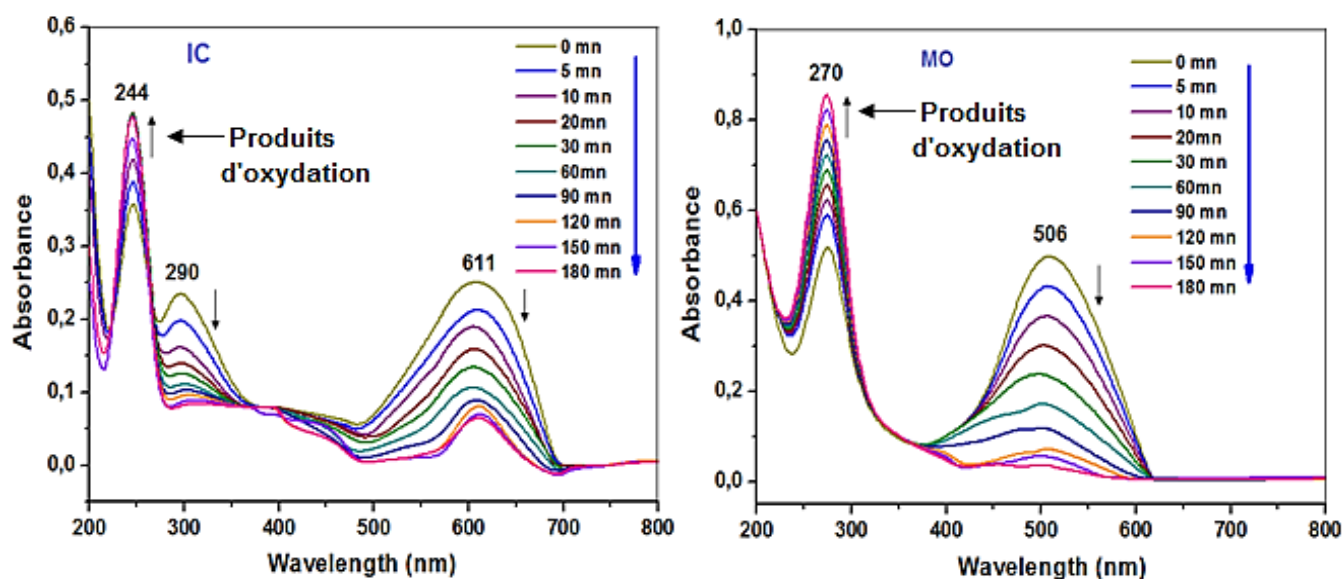 IC
0,6
0,5
0,4
0,3
0,2
0,1
0,0
Absorbance
200 300 400 500 600 700 800
Wavelength (nm)
244
290
611
Produits
d'oxydation
0 mn
5 mn
10 mn
20mn
30 mn
60mn
90 mn
120 mn
150 mn
180 mn
MO
1,0
0,8
0,6
0,4
0,2
0,0
Absorbance
200 300 400 500 600 700 800
Wavelength (nm)
270
506
Produits
d'oxydation
0 mn
5 mn
10 mn
20mn
30 mn
60mn
90 mn
120 mn
150 mn
180 mn